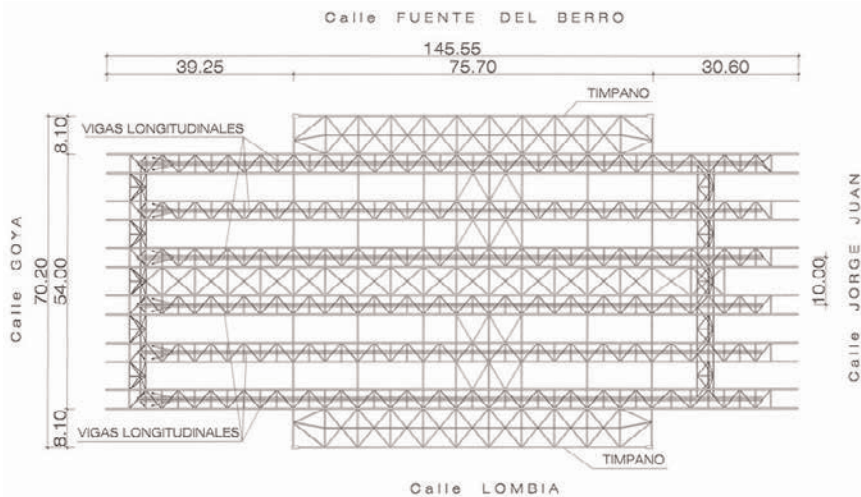 Calle FUENTE DEL BERRO
145.55
39.25 75.70 30.60
TIMPANO
8.10
VIGAS LONGITUDINALES
Calle GOYA
70.20
54.00
10.00
Calle JORGE JUAN
8.10
VIGAS LONGITUDINALES
TIMPANO
Calle LOMBIA